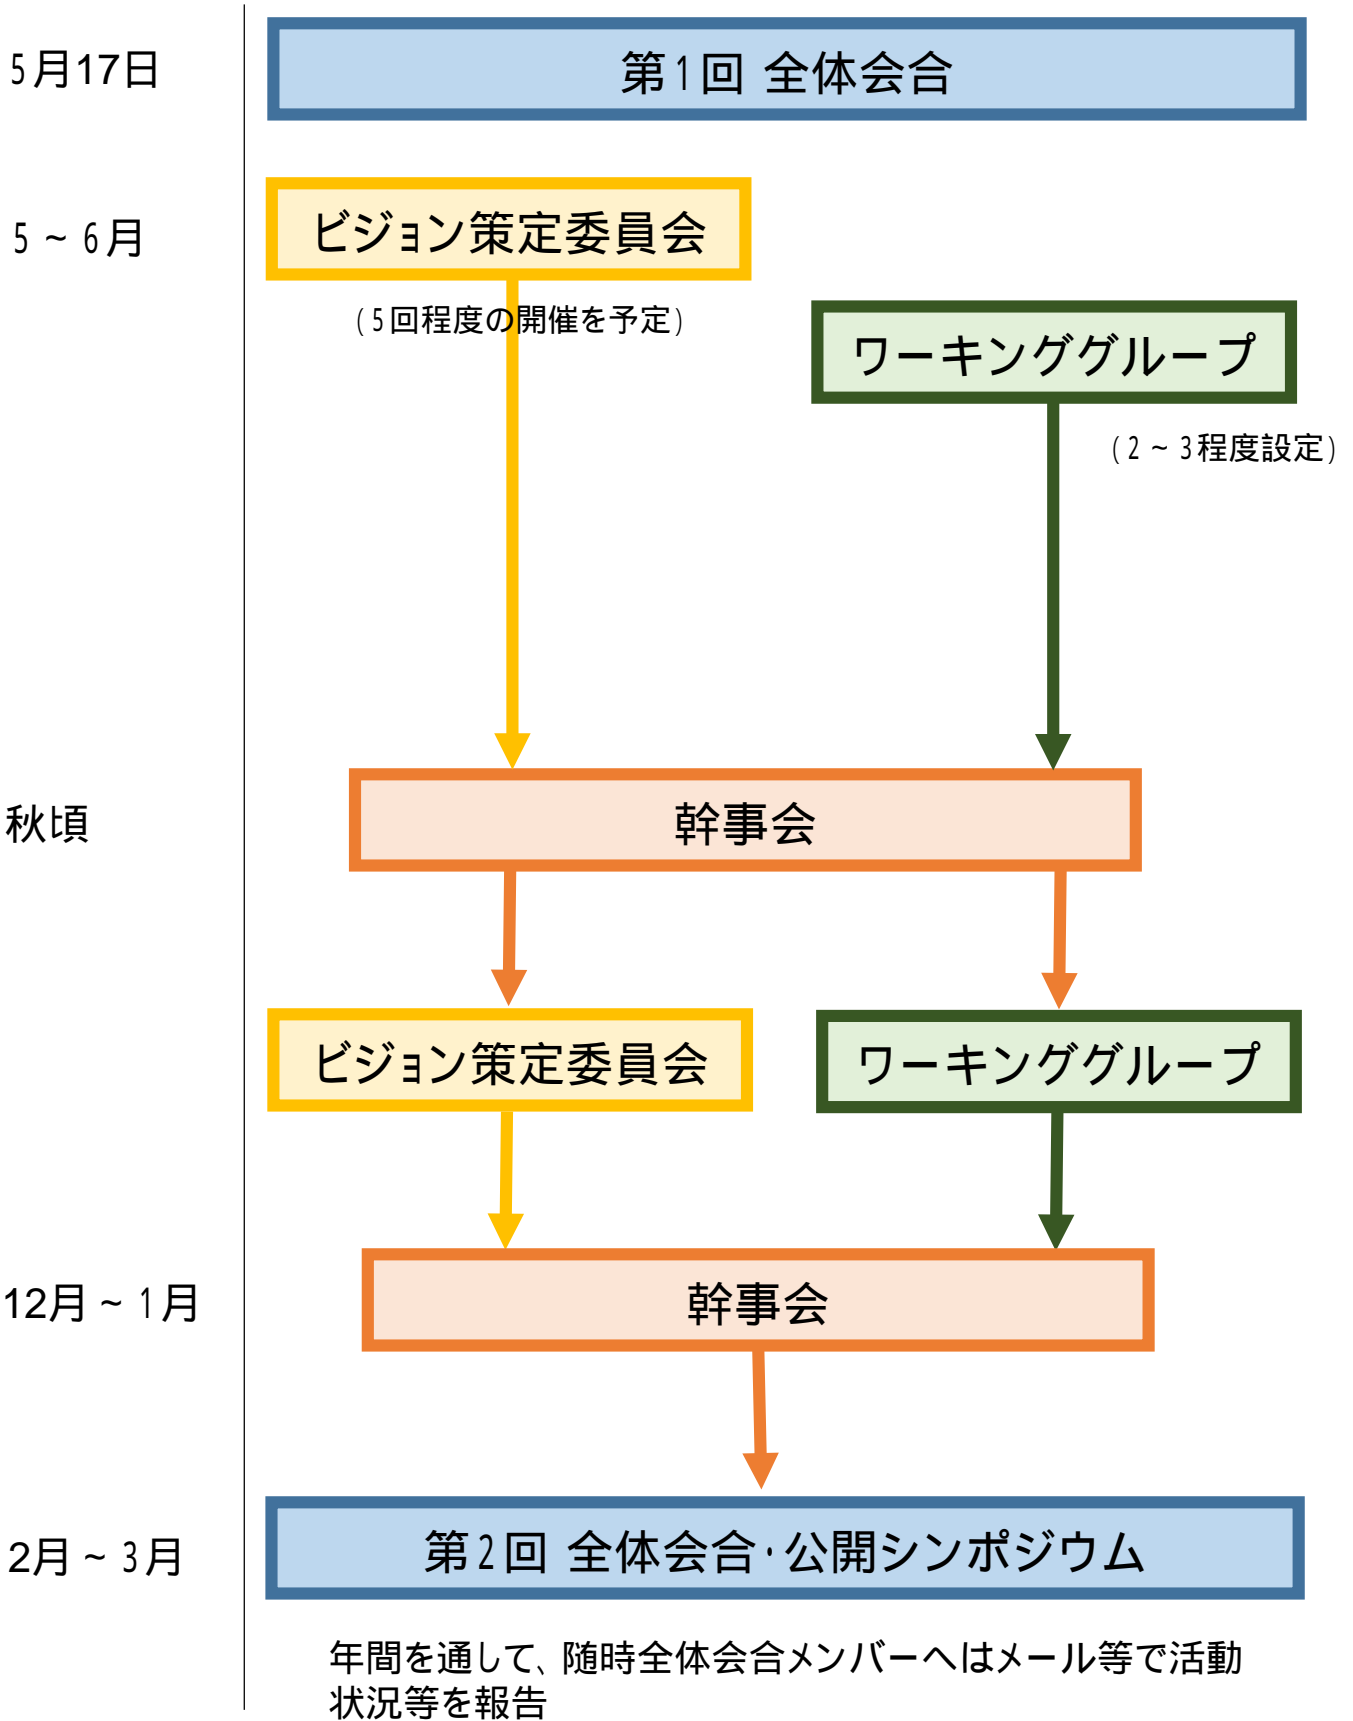 5月17日
第1回 全体会合
5～6月
ビジョン策定委員会
(5回程度の開催を予定)
ワーキンググループ
(2～3程度設定)
秋頃
幹事会
ビジョン策定委員会
ワーキンググループ
12月～1月
幹事会
2月～3月
第2回 全体会合・公開シンポジウム
年間を通して、随時全体会合メンバーへはメール等で活動
状況等を報告